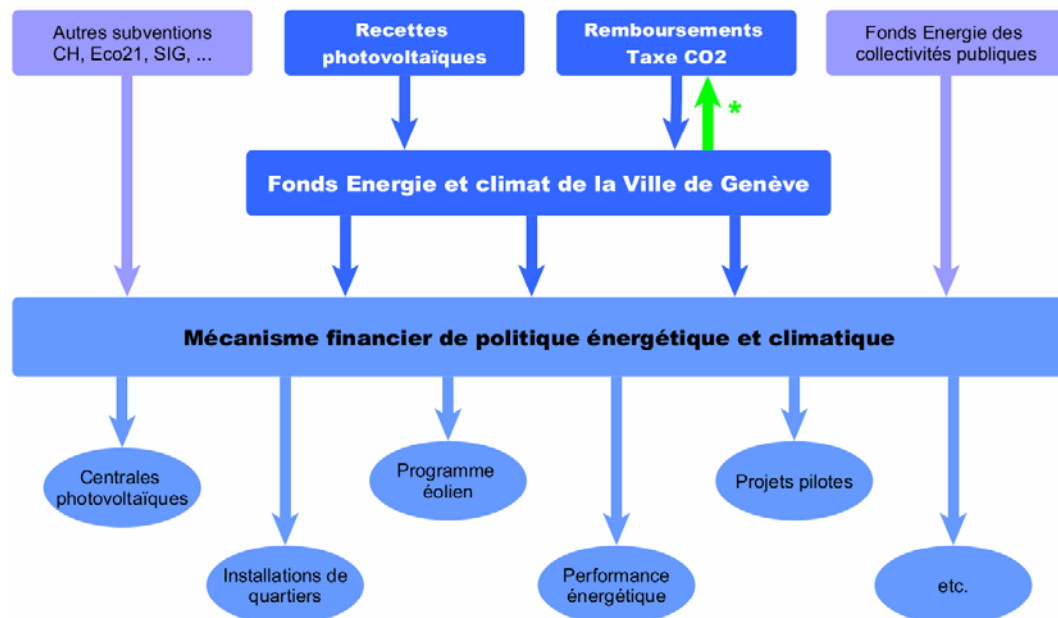 Autres subventions
CH, Eco21, SIG, ...
Recettes
photovoltaïques
Remboursements
Taxe CO2
Fonds Energie des
collectivités publiques
*
Fonds Energie et climat de la Ville de Genève
Mécanisme financier de politique énergétique et climatique
Centrales
photovoltaïques
Programme
éolien
Projets pilotes
Installations de
quartiers
Performance
énergétique
etc.